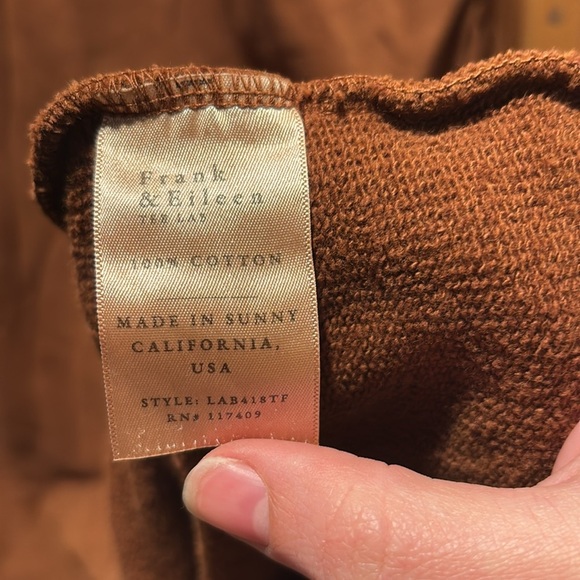 Frank
& Eileen
TEE LAB
100% COTTON
MADE IN SUNNY
CALIFORNIA,
USA
STYLE: LAB418TF
RN# 117409